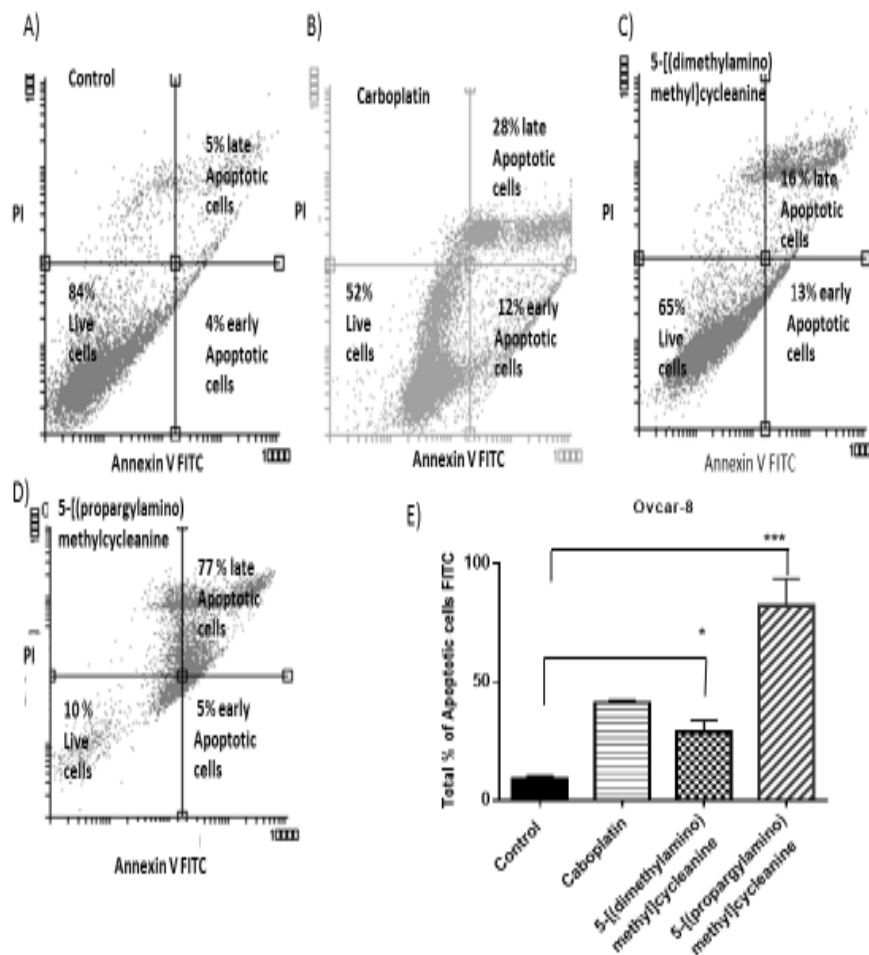 A)
Control
5% late
Apoptotic
cells
PI
84%
Live
cells
4% early
Apoptotic
cells
Annexin V FITC
B)
Carboplatin
28% late
Apoptotic
cells
PI
52%
Live
cells
12% early
Apoptotic
cells
Annexin V FITC
C)
5-[(dimethylamino)
methyl]cycleanine
16 % late
Apoptotic
cells
PI
65%
Live
cells
13% early
Apoptotic
cells
Annexin V FITC
D)
5-[(propargylamino)
methylcycleanine
77 % late
Apoptotic
cells
PI
10 %
Live
cells
5% early
Apoptotic
cells
Annexin V FITC
E)
Ovcar-8
***
*
Total % of Apoptotic cells FITC
100
50
0
Control
Caboplatin
5-[(dimethylamino)
methyl]cycleanine
5-[(propargylamino)
methyl]cycleanine